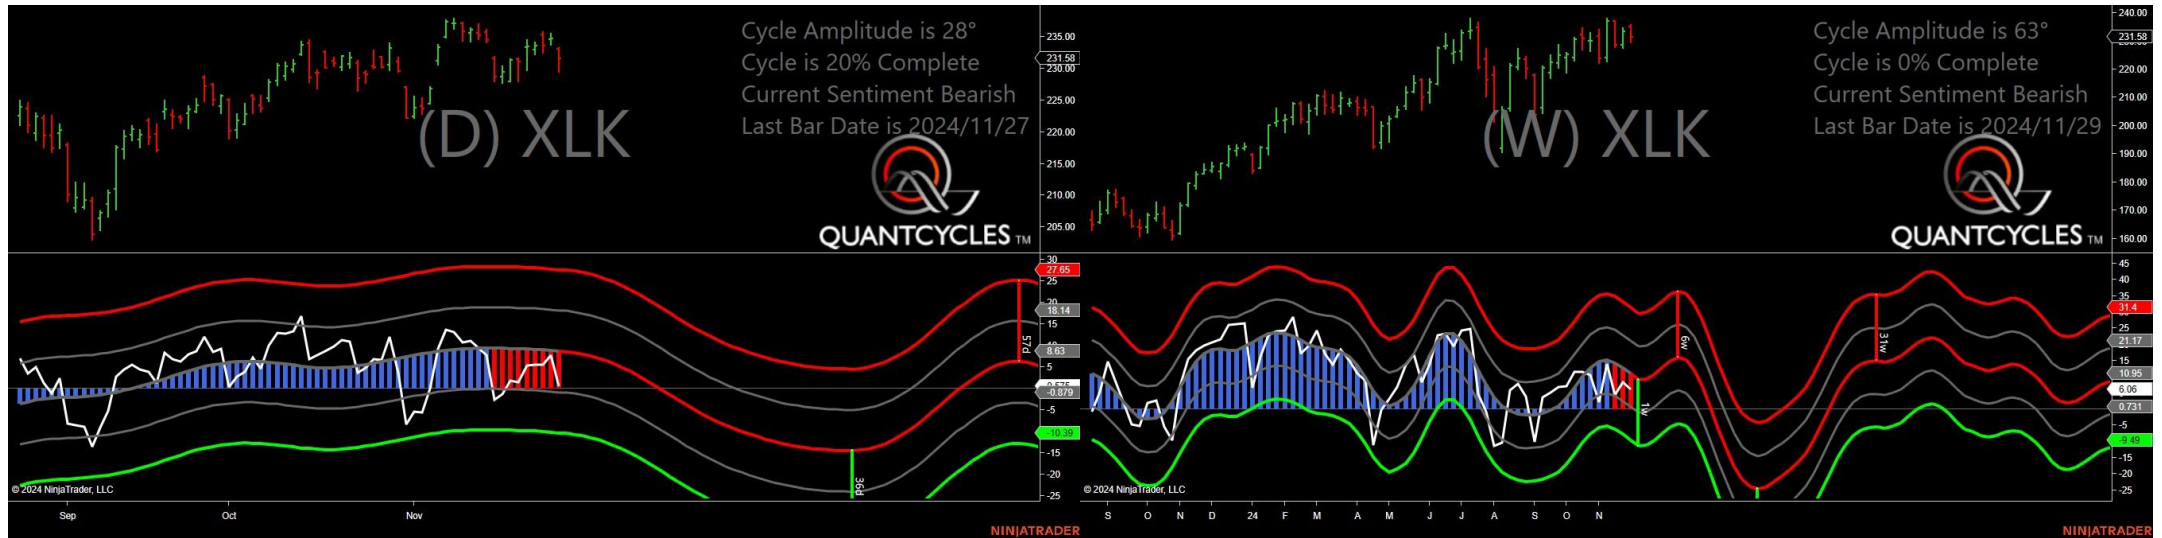 Cycle Amplitude is 28°
Cycle is 20% Complete
Current Sentiment Bearish
Last Bar Date is 2024/11/27
(D) XLK
QUANTCYCLES TM
235.00
231.58
230.00
225.00
220.00
215.00
210.00
205.00
30
27.65
25
20
18.14
15
8.63
5
0.575
-0.879
-5
-10.39
-15
-20
-25
57d
36d
© 2024 NinjaTrader, LLC
Sep Oct Nov
NINJATRADER
Cycle Amplitude is 63°
Cycle is 0% Complete
Current Sentiment Bearish
Last Bar Date is 2024/11/29
(W) XLK
QUANTCYCLES TM
240.00
231.58
220.00
210.00
200.00
190.00
180.00
170.00
160.00
45
40
35
31.4
25
21.17
15
10.95
6.06
0.731
-5
-9.49
-15
-20
-25
1w
6w
31w
© 2024 NinjaTrader, LLC
S O N D 24 F M A M J J A S O N
NINJATRADER